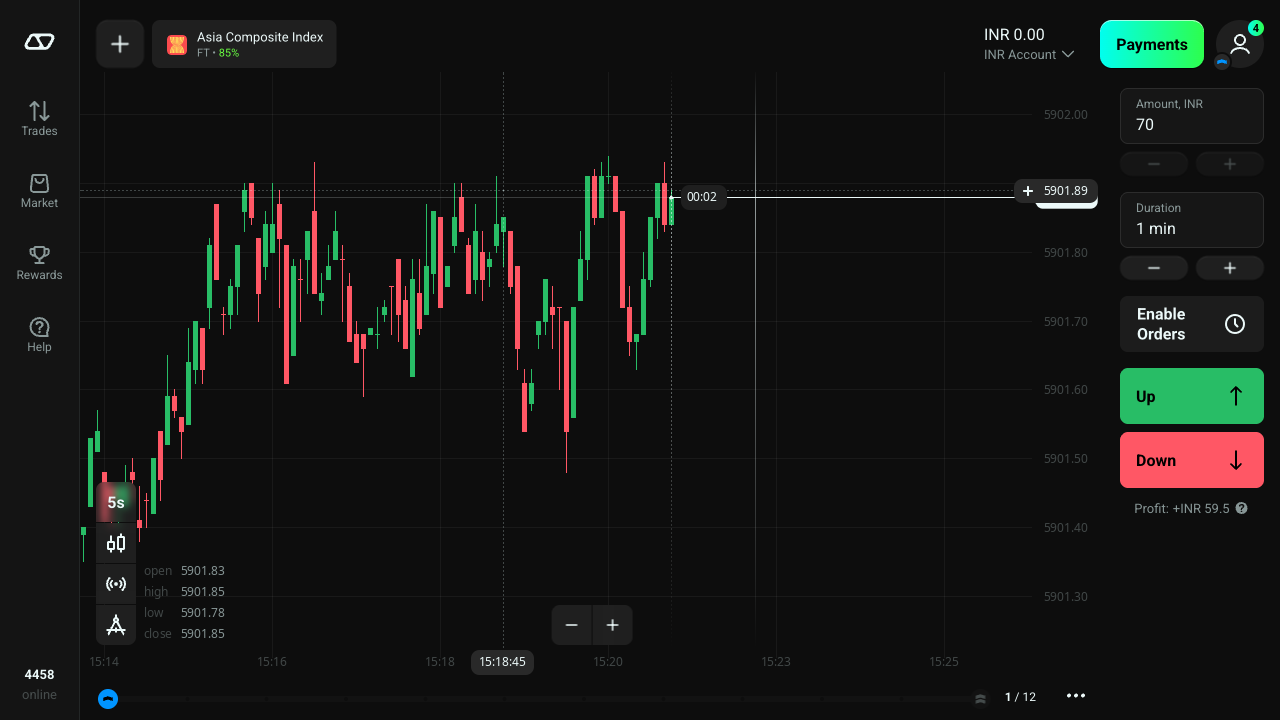 Asia Composite Index
FT • 85%
INR 0.00
INR Account
Payments
4
Trades
Market
Rewards
Help
4458
online
Amount, INR
70
Duration
1 min
Enable
Orders
Up
Down
Profit: +INR 59.5
5902.00
5901.89
5901.80
5901.70
5901.60
5901.50
5901.40
5901.30
00:02
5s
open 5901.83
high 5901.85
low 5901.78
close 5901.85
15:14
15:16
15:18
15:18:45
15:20
15:23
15:25
1 / 12